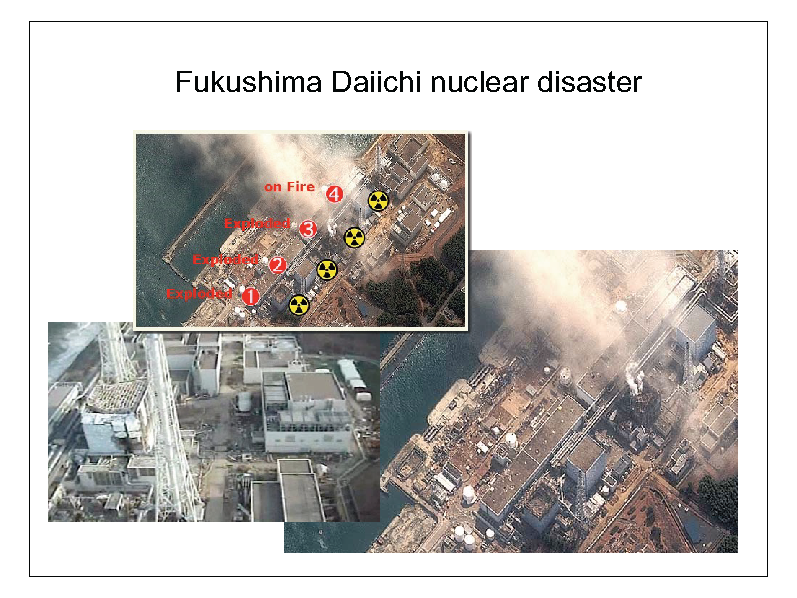 Fukushima Daiichi nuclear disaster
on Fire 4
Exploded 3
Exploded 2
Exploded 1